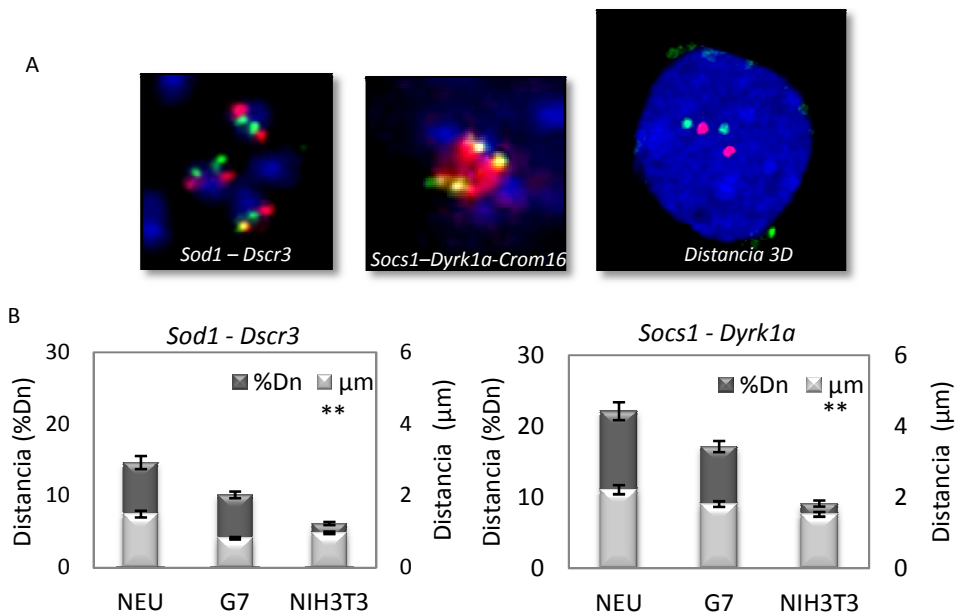 A
Sod1 – Dscr3
Socs1–Dyrk1a-Crom16
Distancia 3D
B
Sod1 - Dscr3
Distancia (%Dn)
30
20
10
0
%Dn
µm
**
6
4
2
0
Distancia (µm)
NEU
G7
NIH3T3
Socs1 - Dyrk1a
Distancia (%Dn)
30
20
10
0
%Dn
µm
**
6
4
2
0
Distancia (µm)
NEU
G7
NIH3T3